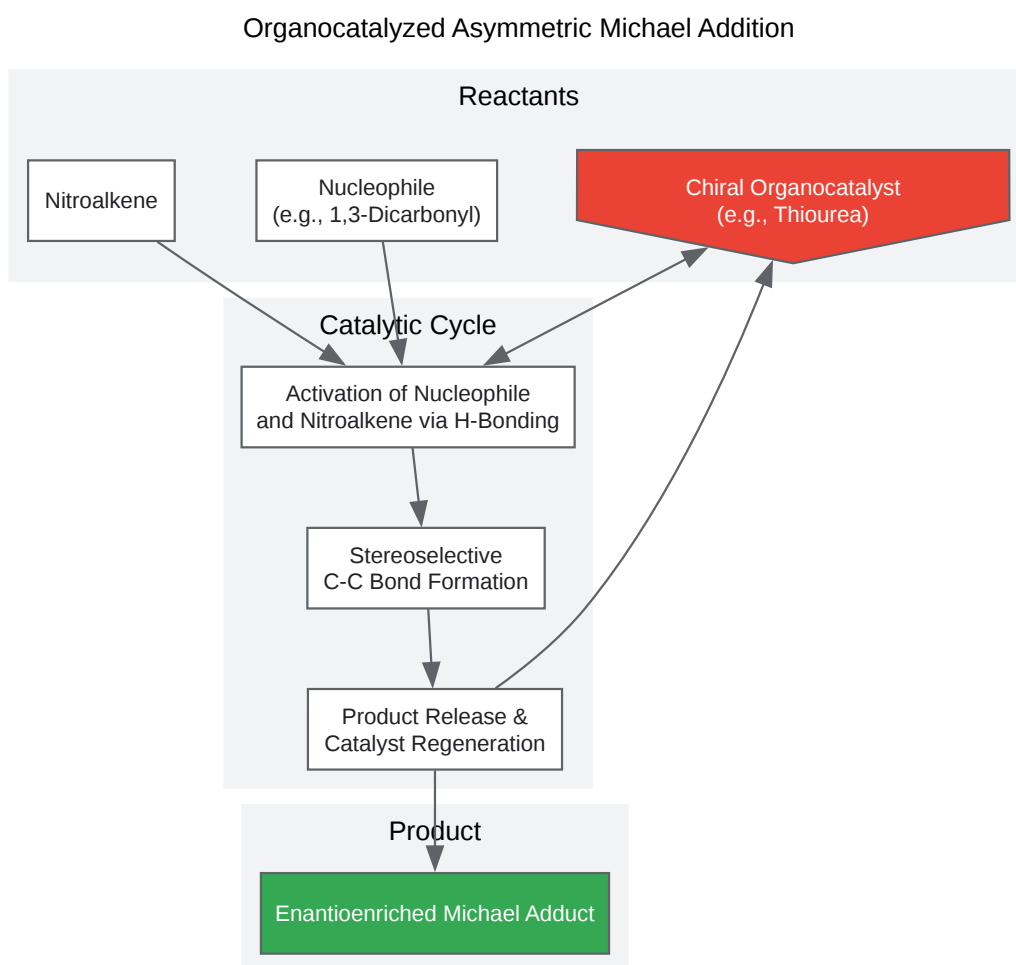 Organocatalyzed Asymmetric Michael Addition
Reactants
Nitroalkene
Nucleophile
(e.g., 1,3-Dicarbonyl)
Chiral Organocatalyst
(e.g., Thiourea)
Catalytic Cycle
Activation of Nucleophile
and Nitroalkene via H-Bonding
Stereoselective
C-C Bond Formation
Product Release &
Catalyst Regeneration
Product
Enantioenriched Michael Adduct